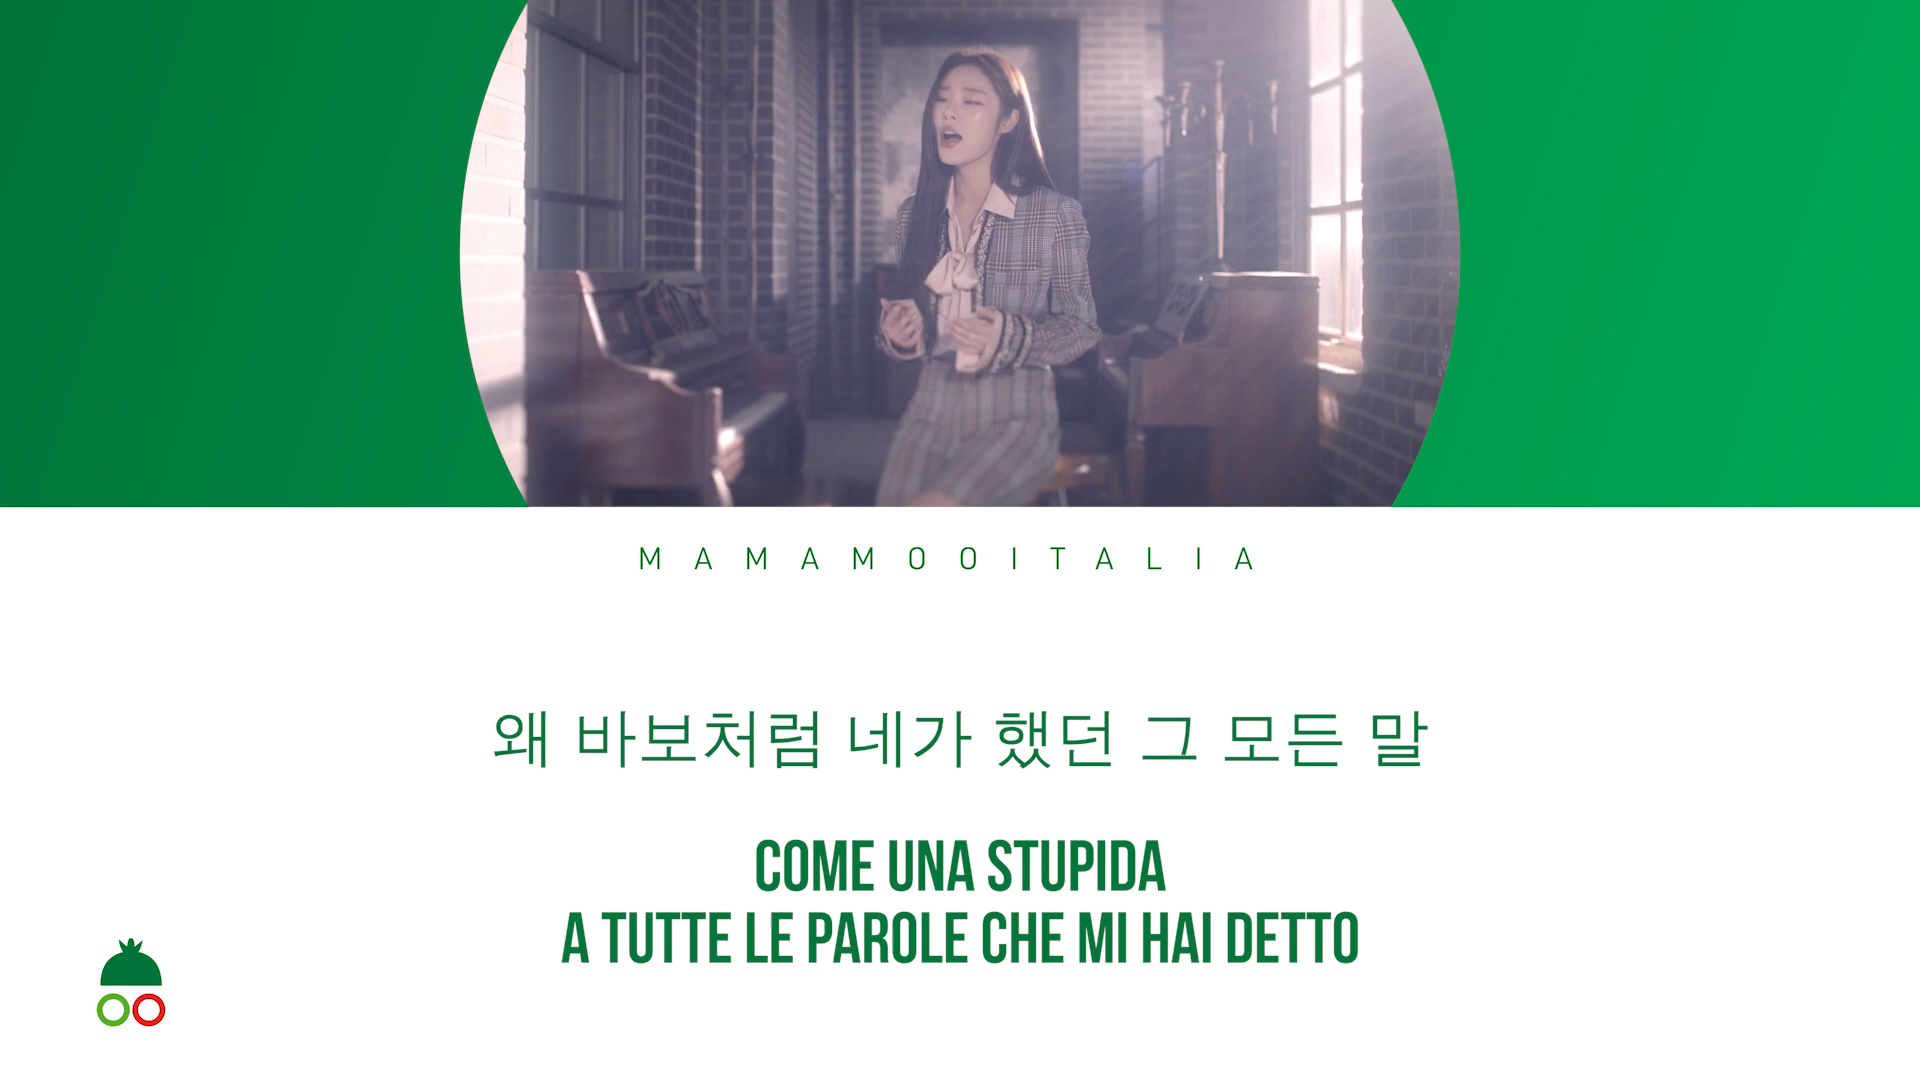 MAMAMOOITALIA
왜 바보처럼 네가 했던 그 모든 말
COME UNA STUPIDA
A TUTTE LE PAROLE CHE MI HAI DETTO